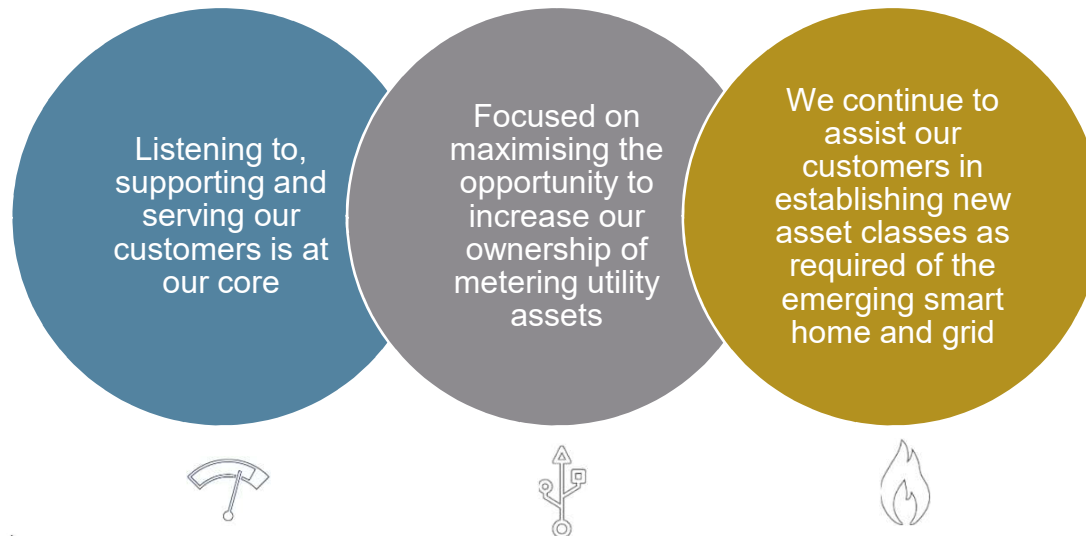 Listening to,
supporting and
serving our
customers is at
our core
Focused on
maximising the
opportunity to
increase our
ownership of
metering utility
assets
We continue to
assist our
customers in
establishing new
asset classes as
required of the
emerging smart
home and grid